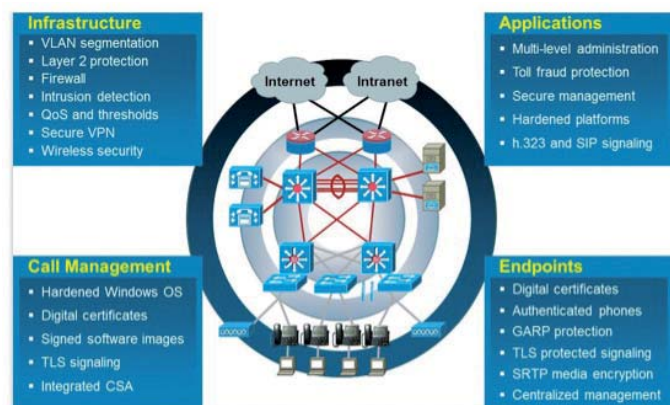 Infrastructure
• VLAN segmentation
• Layer 2 protection
• Firewall
• Intrusion detection
• QoS and thresholds
• Secure VPN
• Wireless security
Internet
Intranet
Applications
• Multi-level administration
• Toll fraud protection
• Secure management
• Hardened platforms
• h.323 and SIP signaling
Call Management
• Hardened Windows OS
• Digital certificates
• Signed software images
• TLS signaling
• Integrated CSA
Endpoints
• Digital certificates
• Authenticated phones
• GARP protection
• TLS protected signaling
• SRTP media encryption
• Centralized management